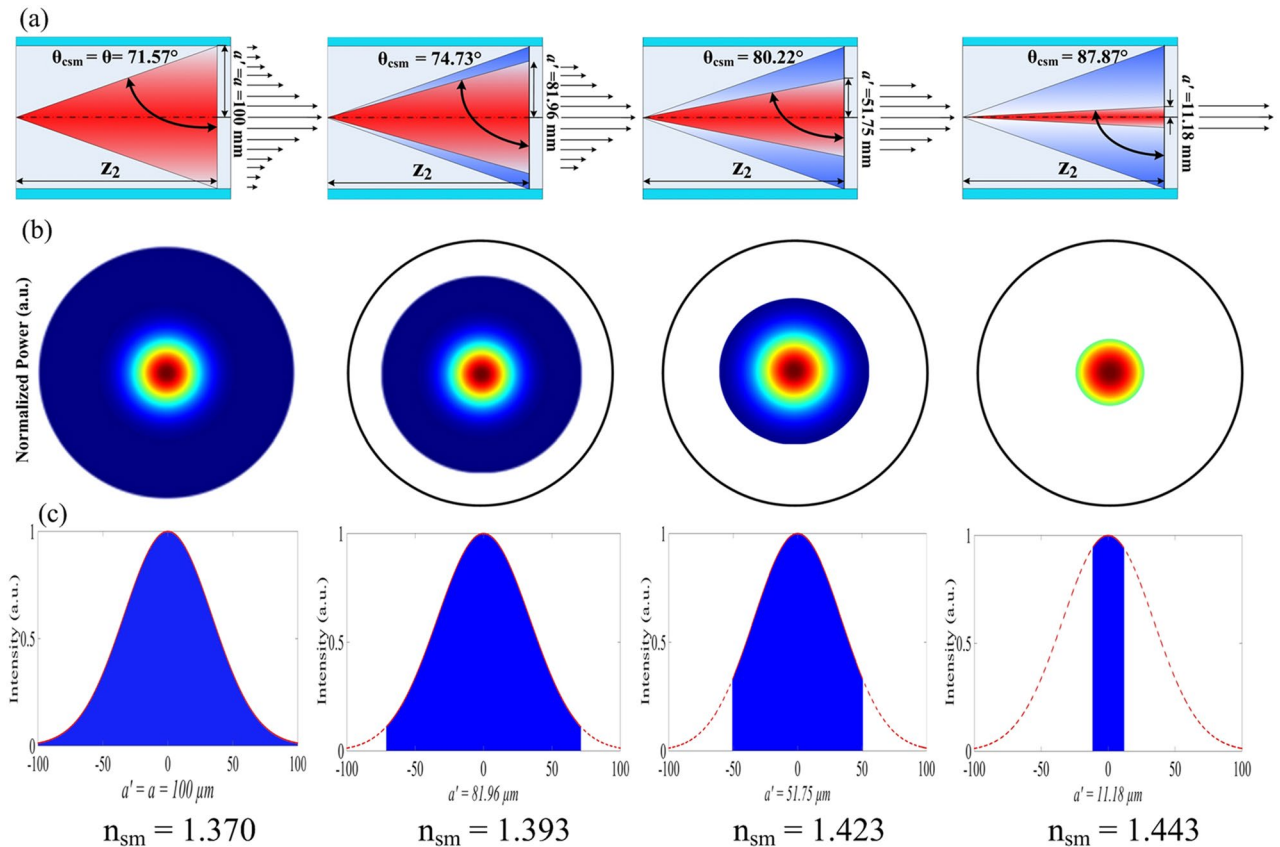 (a)
θcsm = θ= 71.57°
a' =a =100 mm
z2
θcsm = 74.73°
a' =81.96 mm
z2
θcsm = 80.22°
a' =51.75 mm
z2
θcsm = 87.87°
a' =11.18 mm
z2
(b)
Normalized Power (a.u.)
(c)
Intensity (a.u.)
1
0.5
0
-100 -50 0 50 100
a' = a = 100 μm
nsm = 1.370
Intensity (a.u.)
1
0.5
0
-100 -50 0 50 100
a' = 81.96 μm
nsm = 1.393
Intensity (a.u.)
1
0.5
0
-100 -50 0 50 100
a' = 51.75 μm
nsm = 1.423
Intensity (a.u.)
1
0.5
0
-100 -50 0 50 100
a' = 11.18 μm
nsm = 1.443